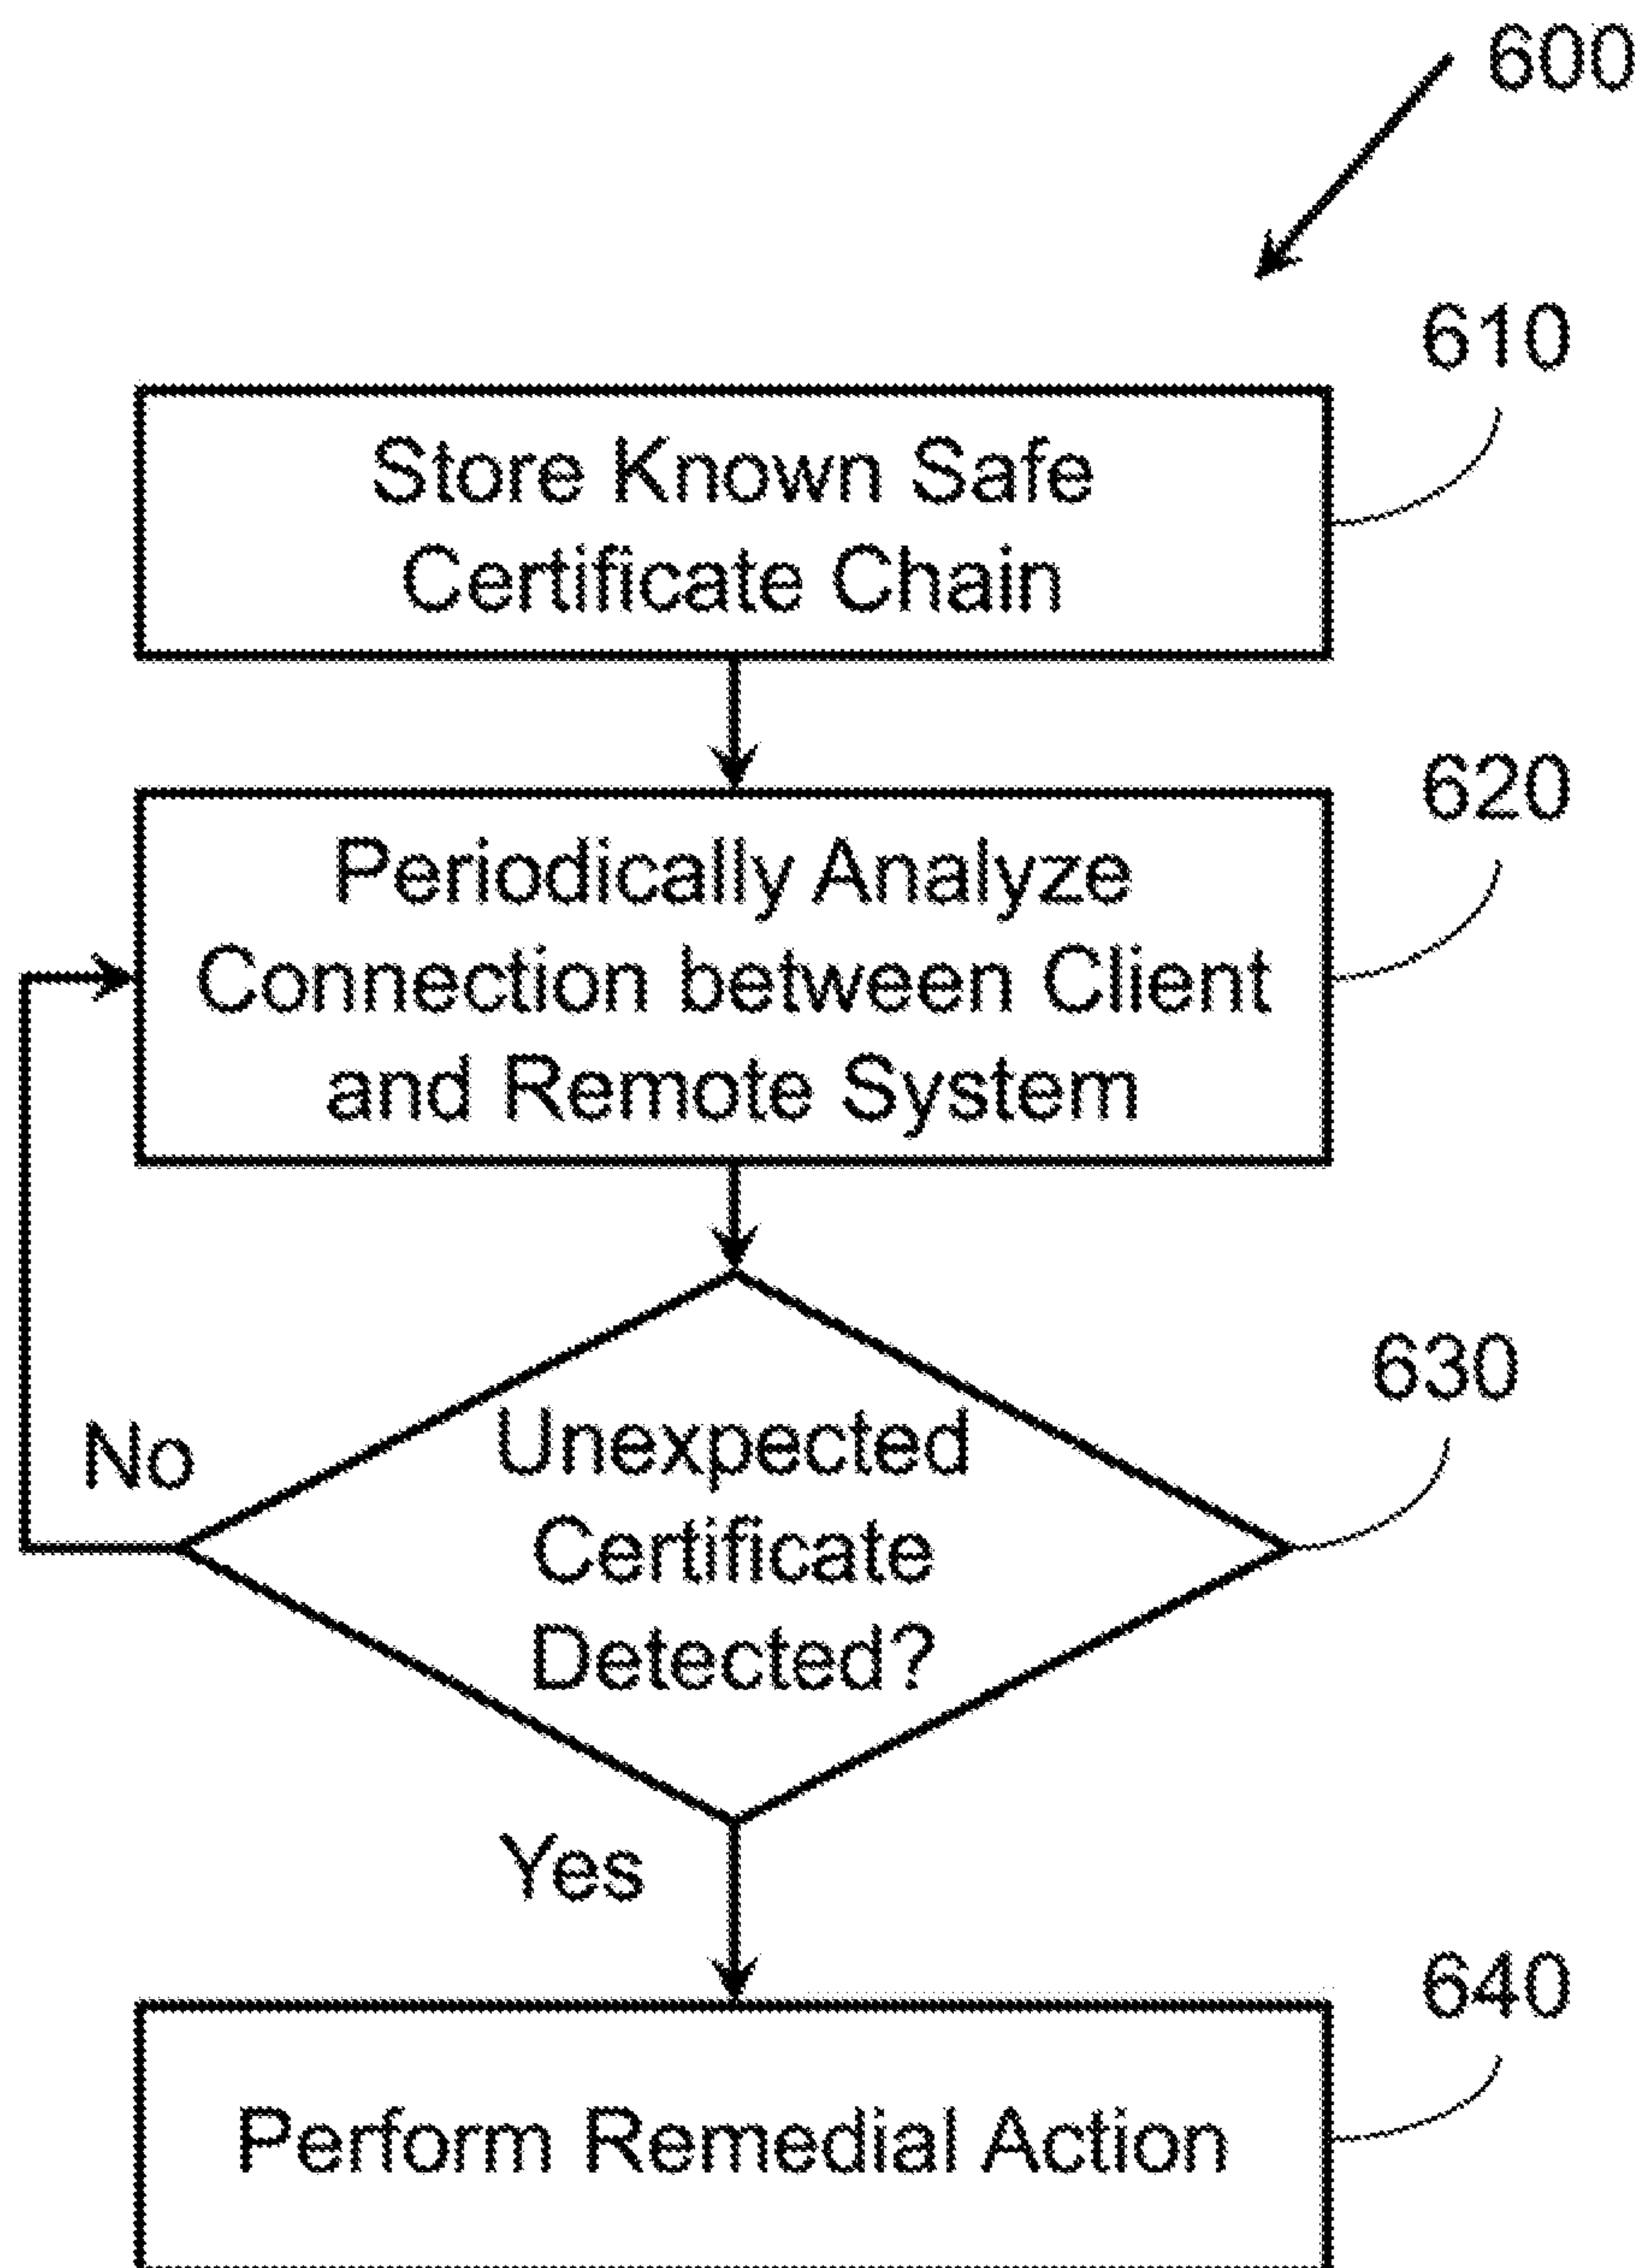 600
610
Store Known Safe
Certificate Chain
620
Periodically Analyze
Connection between Client
and Remote System
630
No
Unexpected
Certificate
Detected?
Yes
640
Perform Remedial Action